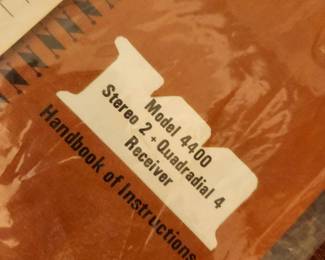 Model 4400
Stereo 2 + Quadradial 4
Receiver
Handbook of Instructions